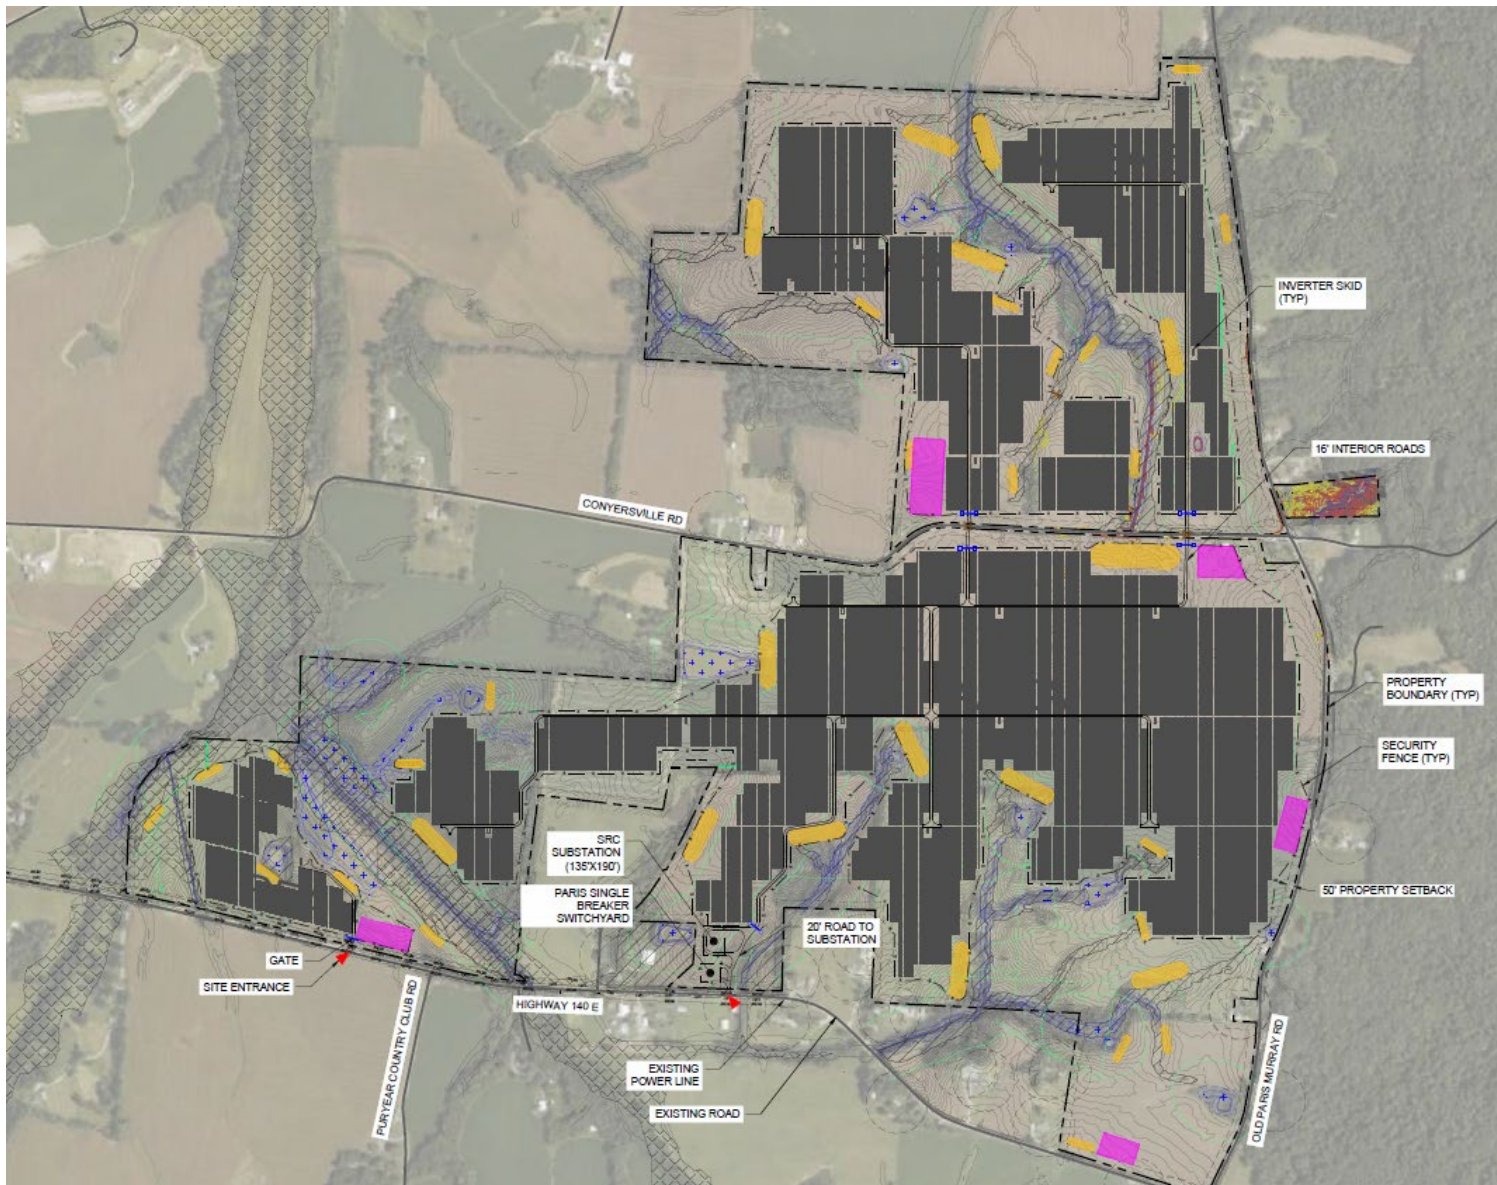 INVERTER SKID
(TYP)
16' INTERIOR ROADS
CONYERSVILLE RD
PROPERTY
BOUNDARY (TYP)
SECURITY
FENCE (TYP)
SRC
SUBSTATION
(135'X190')
50' PROPERTY SETBACK
PARIS SINGLE
BREAKER
SWITCHYARD
20' ROAD TO
SUBSTATION
GATE
SITE ENTRANCE
HIGHWAY 140 E
PURYEAR COUNTRY CLUB RD
EXISTING
POWER LINE
EXISTING ROAD
OLD PARIS MURRAY RD